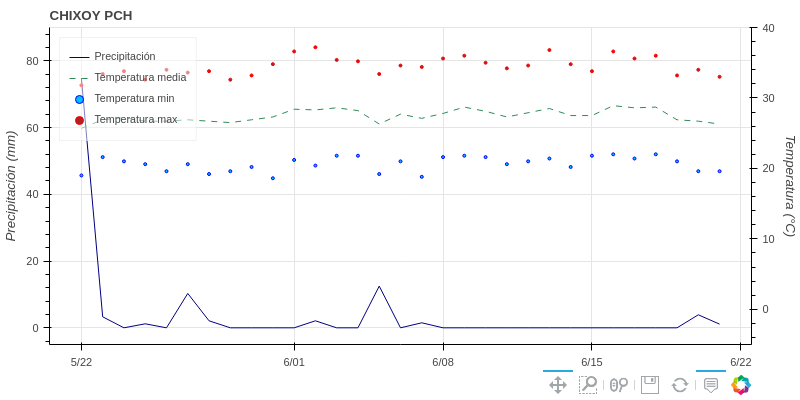 CHIXOY PCH
Precipitación
Temperatura media
Temperatura min
Temperatura max
Precipitación (mm)
80
60
40
20
0
Temperatura (°C)
40
30
20
10
0
5/22
6/01
6/08
6/15
6/22